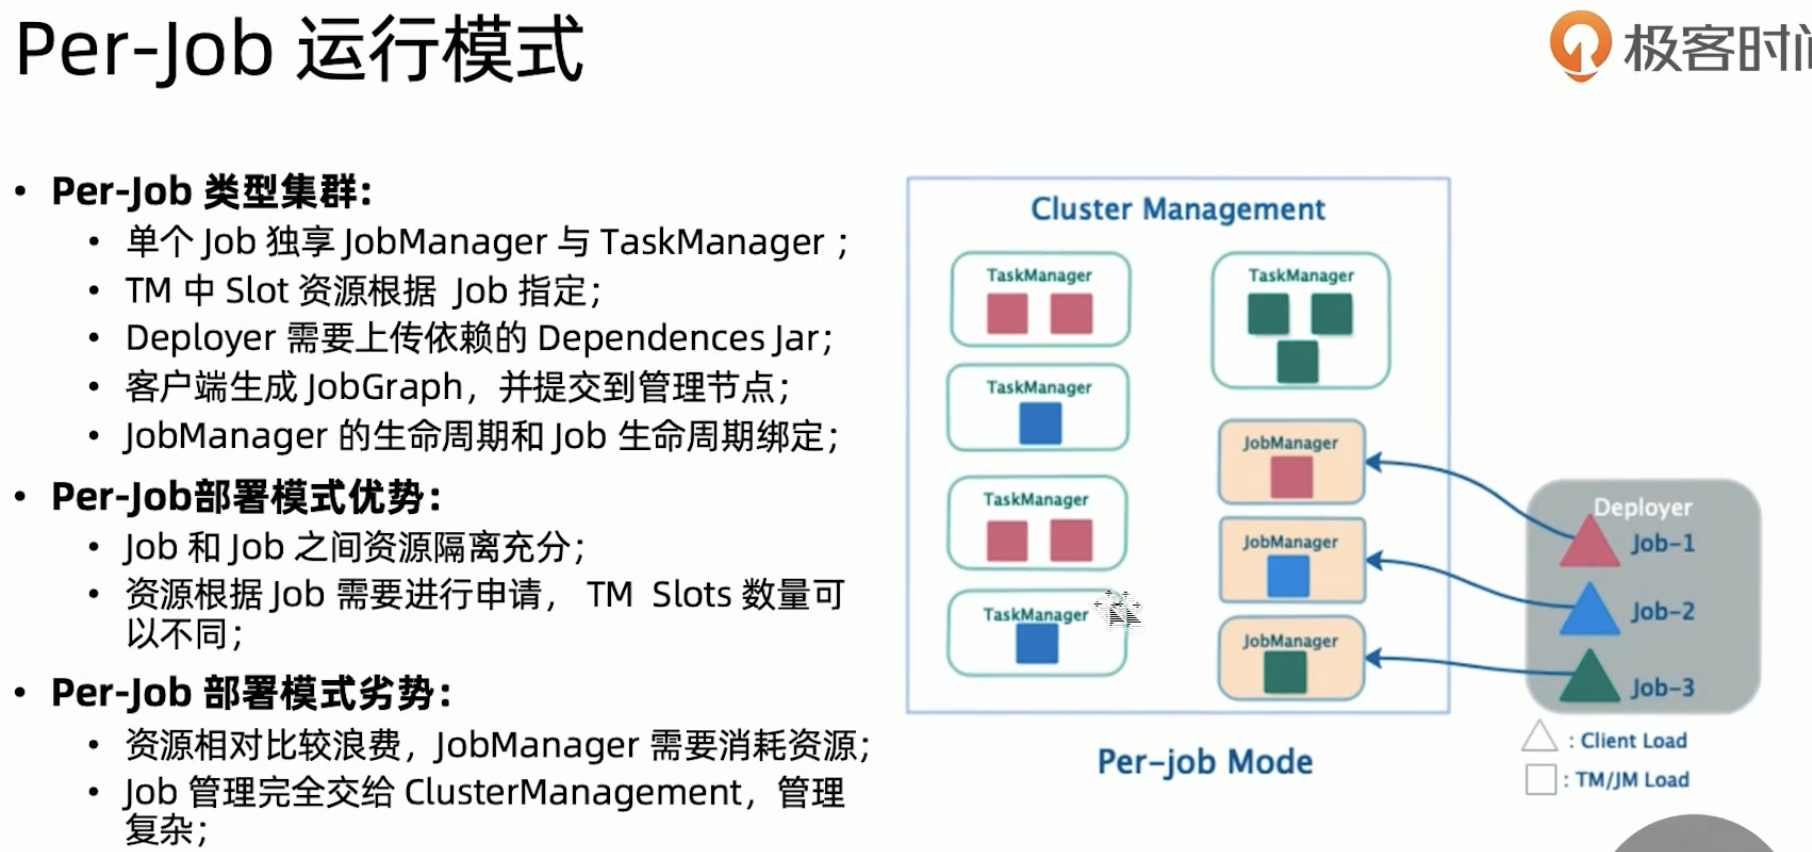 Per-Job 运行模式
极客时间
• Per-Job 类型集群:
• 单个 Job 独享 JobManager 与 TaskManager ;
• TM 中 Slot 资源根据 Job 指定;
• Deployer 需要上传依赖的 Dependences Jar;
• 客户端生成 JobGraph，并提交到管理节点;
• JobManager 的生命周期和 Job 生命周期绑定;
• Per-Job部署模式优势:
• Job 和 Job 之间资源隔离充分;
• 资源根据 Job 需要进行申请， TM Slots 数量可
以不同;
• Per-Job 部署模式劣势:
• 资源相对比较浪费，JobManager 需要消耗资源;
• Job 管理完全交给 ClusterManagement，管理
复杂;
Cluster Management
TaskManager
TaskManager
TaskManager
TaskManager
TaskManager
JobManager
JobManager
JobManager
Deployer
Job-1
Job-2
Job-3
: Client Load
: TM/JM Load
Per-job Mode